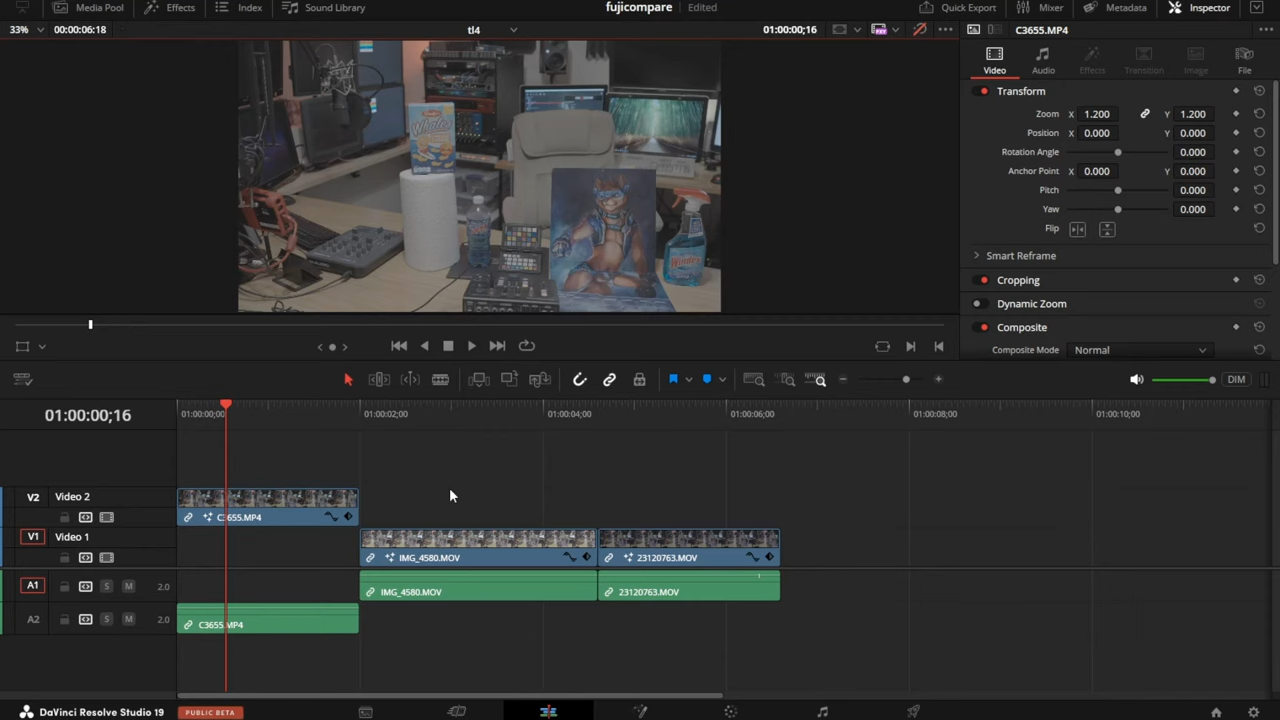 Media Pool Effects Index Sound Library fujicompare Edited Quick Export Mixer Metadata Inspector
33% 00:00:06:18 tl4 01:00:00;16 C3655.MP4
Video Audio Effects Transition Image File
Transform
Zoom X 1.200 Y 1.200
Position X 0.000 Y 0.000
Rotation Angle 0.000
Anchor Point X 0.000 Y 0.000
Pitch 0.000
Yaw 0.000
Flip
Smart Reframe
Cropping
Dynamic Zoom
Composite
Composite Mode Normal
Whales
Windex
DIM
01:00:00;16
01:00:00;00 01:00:02;00 01:00:04;00 01:00:06;00 01:00:08;00 01:00:10;00
V2 Video 2
C3655.MP4
V1 Video 1
IMG_4580.MOV 23120763.MOV
A1 S M 2.0 IMG_4580.MOV 23120763.MOV
A2 S M 2.0 C3655.MP4
DaVinci Resolve Studio 19 PUBLIC BETA